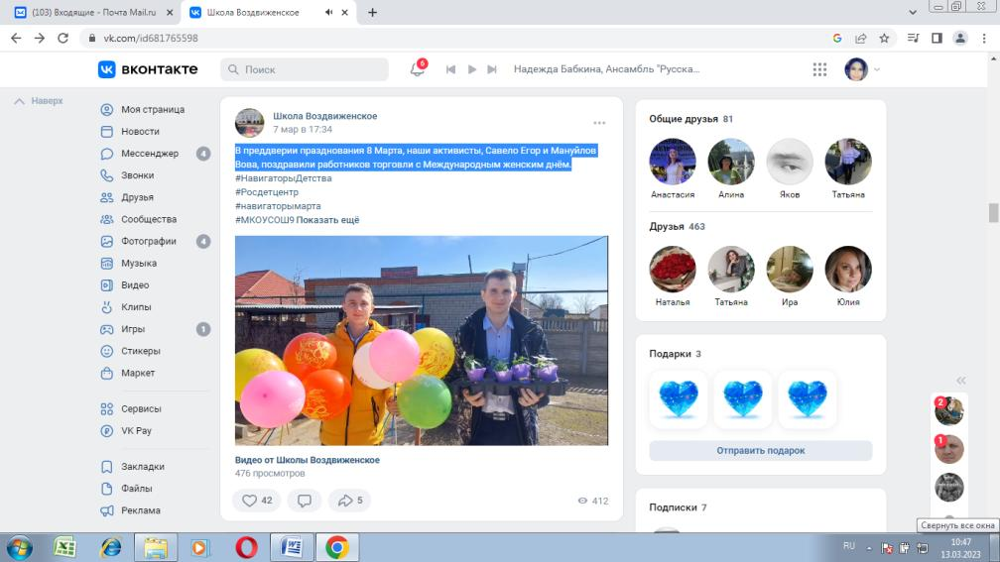 (103) Входящие - Почта Mail.ru
Школа Воздвиженское
vk.com/id681765598
ВКОНТАКТЕ
Поиск
6
Надежда Бабкина, Ансамбль "Русска...
Наверх
Моя страница
Новости
Мессенджер 4
Звонки
Друзья
Сообщества
Фотографии 4
Музыка
Видео
Клипы
Игры 1
Стикеры
Маркет
Сервисы
VK Pay
Закладки
Файлы
Реклама
Школа Воздвиженское
7 мар в 17:34
В преддверии празднования 8 Марта, наши активисты, Савело Егор и Мануйлов
Вова, поздравили работников торговли с Международным женским днём.
#НавигаторыДетства
#Росдетцентр
#навигаторымарта
#МКОУСОШ9 Показать ещё
Видео от Школы Воздвиженское
476 просмотров
42
5
412
Общие друзья 81
Анастасия Алина Яков Татьяна
Друзья 463
Наталья Татьяна Ира Юлия
Подарки 3
Отправить подарок
Подписки 7
2
1
Свернуть все окна
RU
10:47
13.03.2023